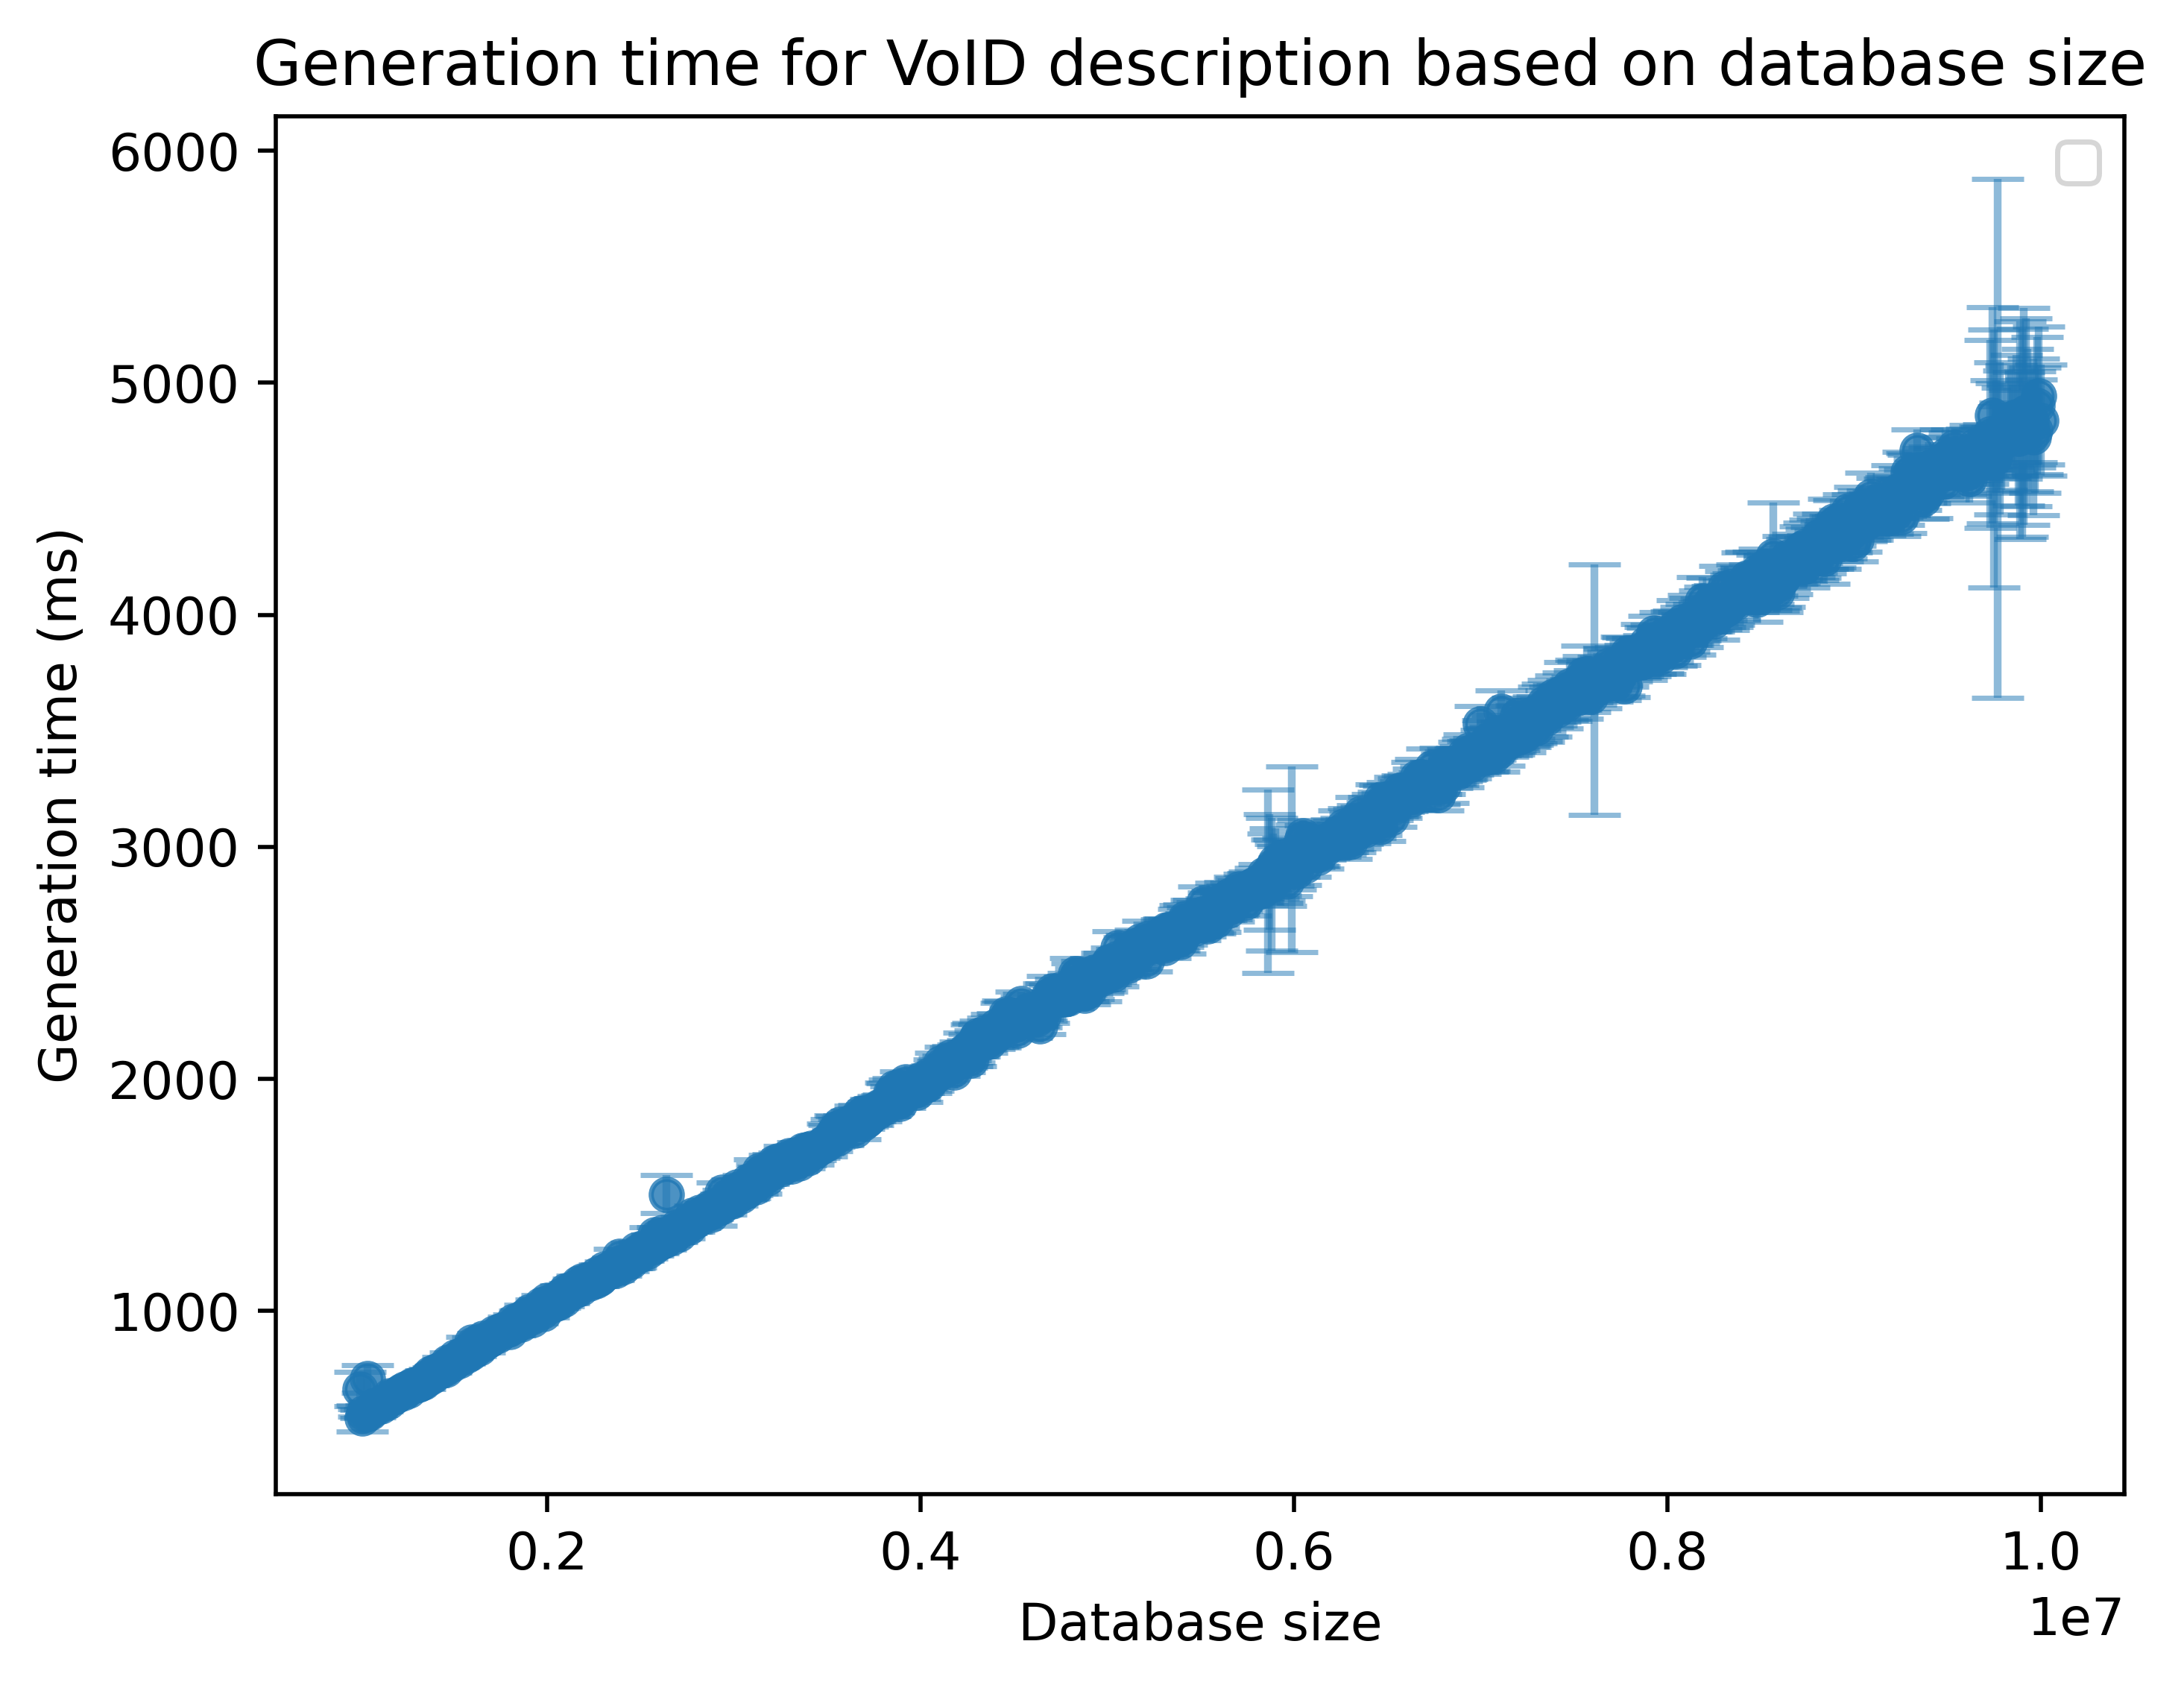 Generation time for VoID description based on database size
6000
5000
4000
3000
2000
1000
Generation time (ms)
0.2 0.4 0.6 0.8 1.0
1e7
Database size